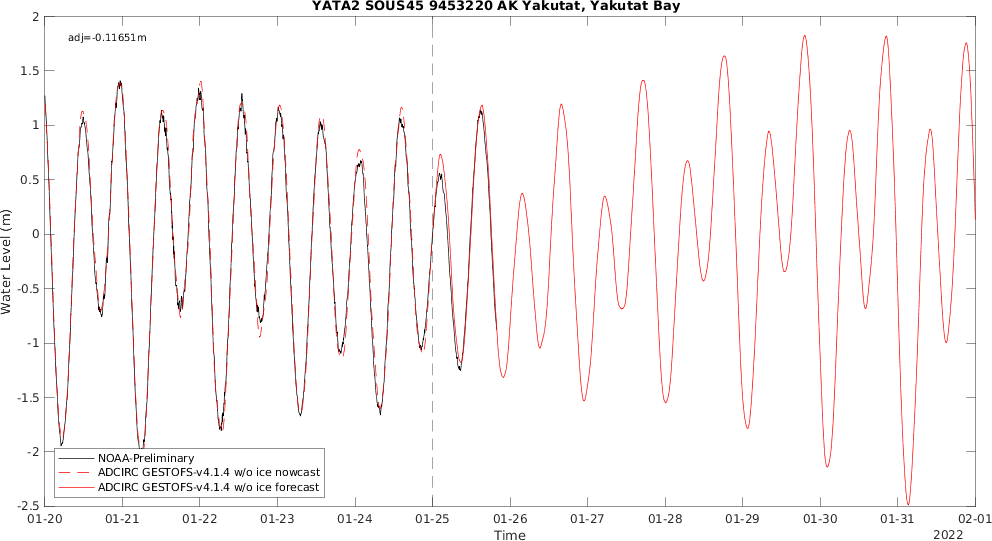 YATA2 SOUS45 9453220 AK Yakutat, Yakutat Bay
adj=-0.11651m
2
1.5
1
0.5
0
-0.5
-1
-1.5
-2
-2.5
Water Level (m)
NOAA-Preliminary
ADCIRC GESTOFS-v4.1.4 w/o ice nowcast
ADCIRC GESTOFS-v4.1.4 w/o ice forecast
01-20 01-21 01-22 01-23 01-24 01-25 01-26 01-27 01-28 01-29 01-30 01-31 02-01
Time
2022